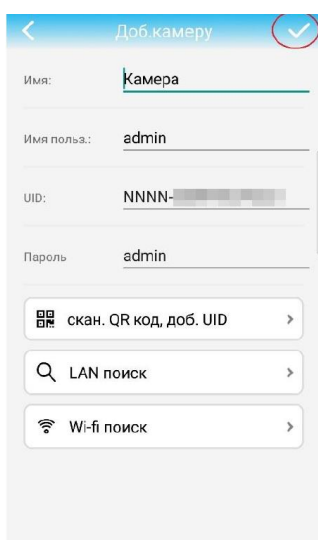 Доб.камеру
Имя: Камера
Имя польз.: admin
UID: NNNN-
Пароль admin
скан. QR код, доб. UID
LAN поиск
Wi-fi поиск